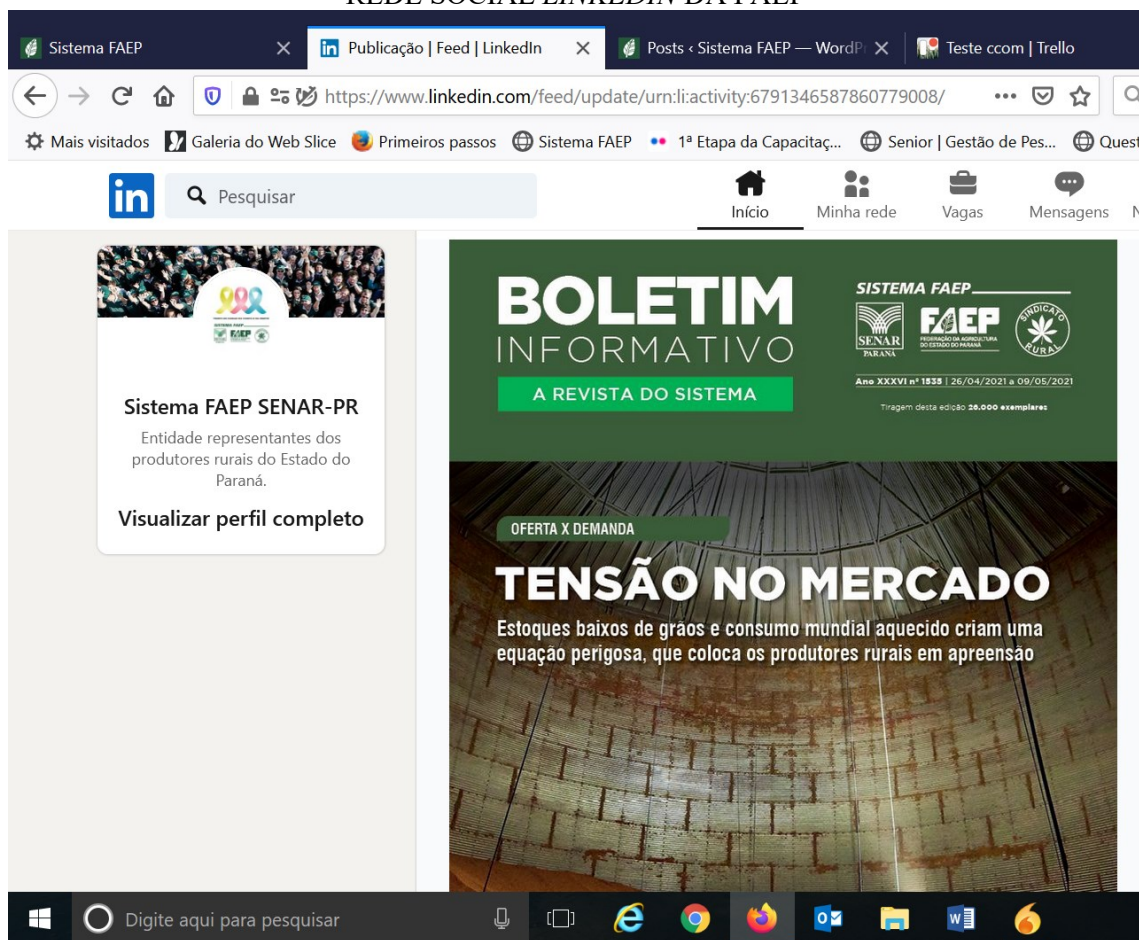 REDE SOCIAL LINKEDIN DA FAEP
Sistema FAEP
Publicação | Feed | LinkedIn
Posts ‹ Sistema FAEP — WordPr
Teste ccom | Trello
https://www.linkedin.com/feed/update/urn:li:activity:6791346587860779008/
Mais visitados
Galeria do Web Slice
Primeiros passos
Sistema FAEP
1ª Etapa da Capacitaç...
Senior | Gestão de Pes...
Quest
in
Pesquisar
Início
Minha rede
Vagas
Mensagens
N
Sistema FAEP SENAR-PR
Entidade representantes dos
produtores rurais do Estado do
Paraná.
Visualizar perfil completo
BOLETIM
INFORMATIVO
A REVISTA DO SISTEMA
SISTEMA FAEP
SENAR
PARANÁ
FAEP
FEDERAÇÃO DA AGRICULTURA
DO ESTADO DO PARANÁ
SINDICATO
RURAL
Ano XXXVI nº 1535 | 26/04/2021 a 09/05/2021
Tiragem desta edição 26.000 exemplares
OFERTA X DEMANDA
TENSÃO NO MERCADO
Estoques baixos de grãos e consumo mundial aquecido criam uma
equação perigosa, que coloca os produtores rurais em apreensão
Digite aqui para pesquisar